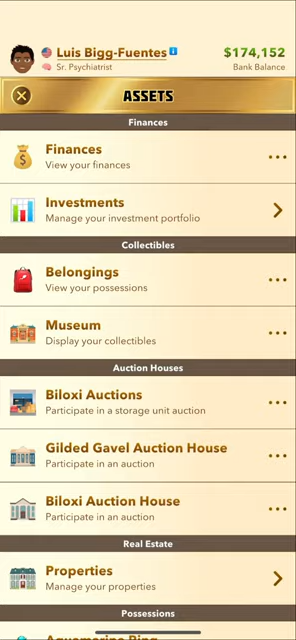 Luis Bigg-Fuentes i
$174,152
Sr. Psychiatrist
Bank Balance
ASSETS
Finances
Finances
View your finances
Investments
Manage your investment portfolio
Collectibles
Belongings
View your possessions
Museum
Display your collectibles
Auction Houses
Biloxi Auctions
Participate in a storage unit auction
Gilded Gavel Auction House
Participate in an auction
Biloxi Auction House
Participate in an auction
Real Estate
Properties
Manage your properties
Possessions
Aquamarine Ring